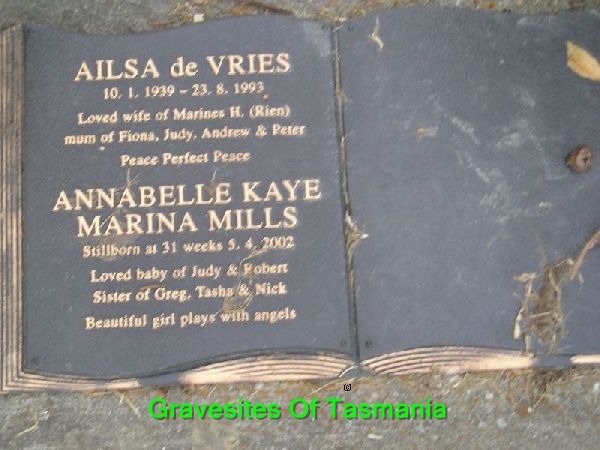 AILSA de VRIES
10. 1. 1939 - 23. 8. 1993
Loved wife of Marines H. (Rien)
mum of Fiona, Judy, Andrew & Peter
Peace Perfect Peace
ANNABELLE KAYE
MARINA MILLS
Stillborn at 31 weeks 5. 4. 2002
Loved baby of Judy & Robert
Sister of Greg, Tasha & Nick
Beautiful girl plays with angels
©
Gravesites Of Tasmania